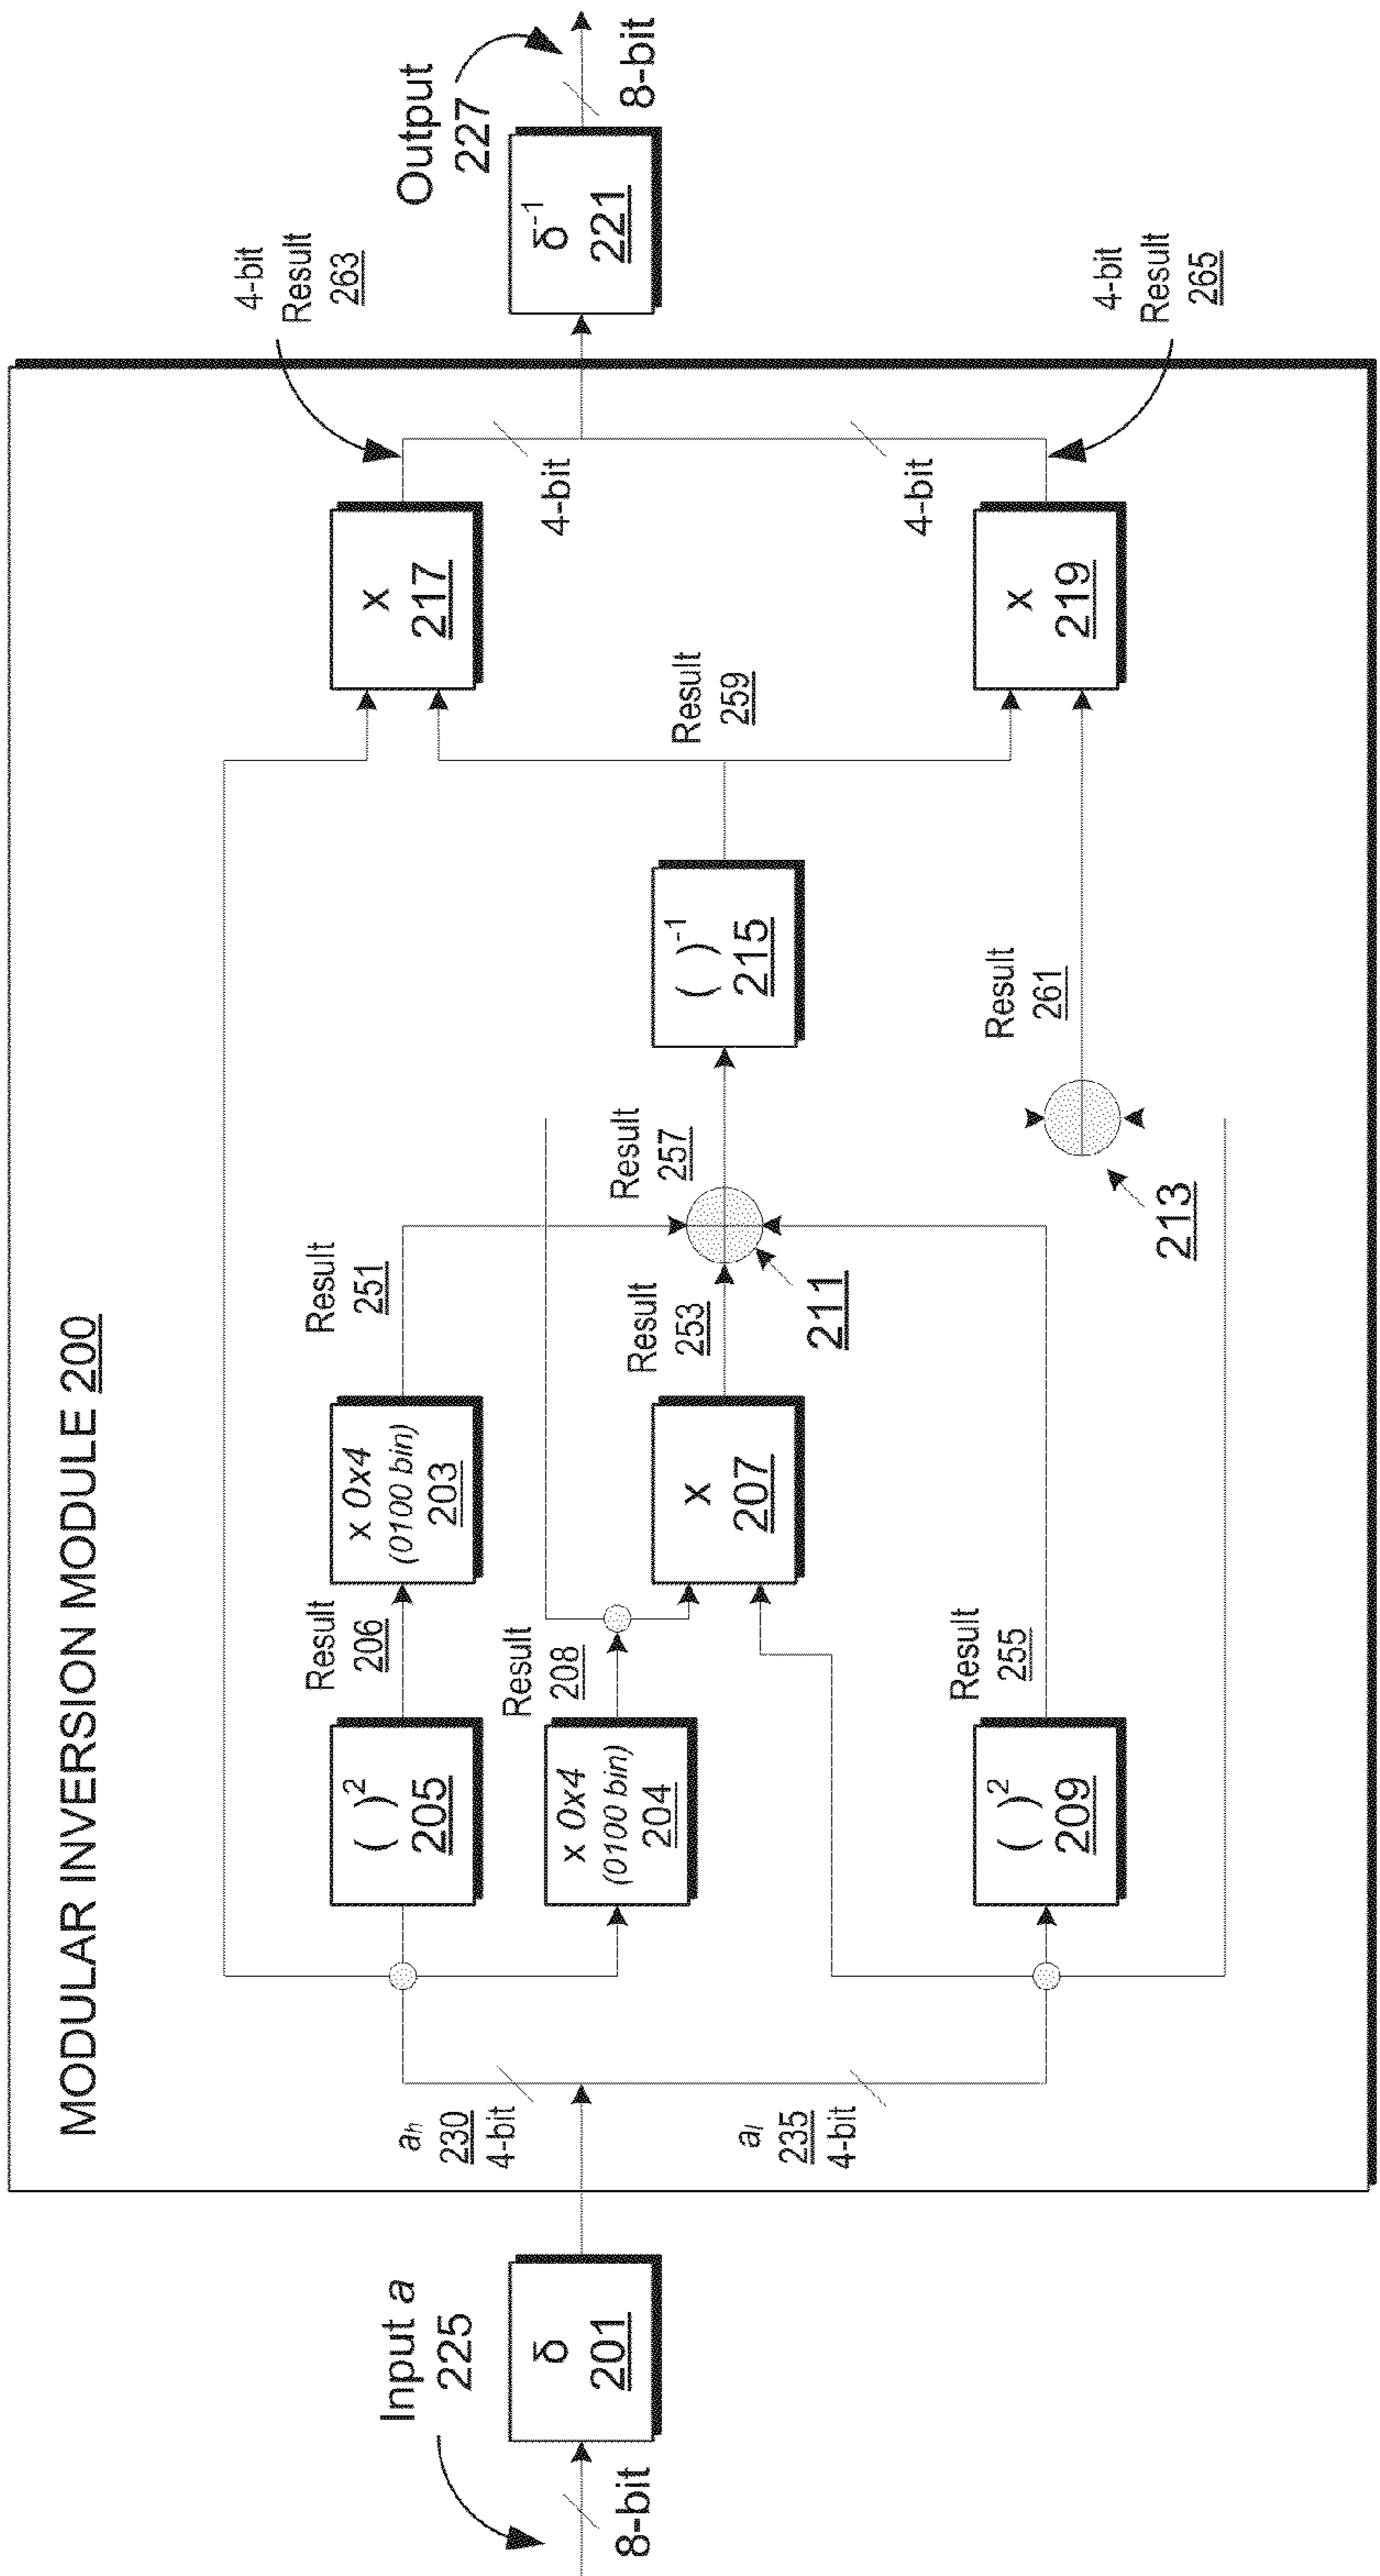 MODULAR INVERSION MODULE 200
Input a
225
8-bit
δ
201
aₕ
230
4-bit
aₗ
235
4-bit
( )²
205
Result
206
x 0x4
(0100 bin)
203
Result
251
x 0x4
(0100 bin)
204
Result
208
x
207
Result
253
211
Result
257
( )²
209
Result
255
213
Result
261
( )⁻¹
215
Result
259
x
217
4-bit
Result
263
4-bit
x
219
4-bit
4-bit
Result
265
δ⁻¹
221
Output
227
8-bit